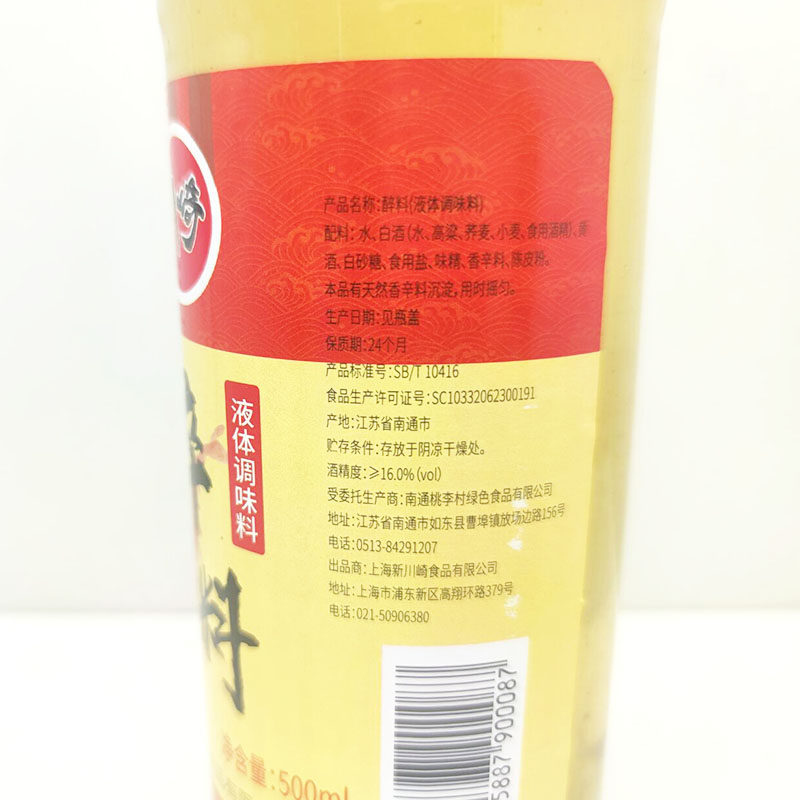 崎
产品名称:醉料(液体调味料)
配料:水、白酒(水、高粱、荞麦、小麦、食用酒精)、黄
酒、白砂糖、食用盐、味精、香辛料、陈皮粉。
本品有天然香辛料沉淀,用时摇匀。
生产日期:见瓶盖
保质期:24个月
产品标准号:SB/T 10416
食品生产许可证号:SC10332062300191
产地:江苏省南通市
贮存条件:存放于阴凉干燥处。
酒精度:≥16.0%(vol)
受委托生产商:南通桃李村绿色食品有限公司
地址:江苏省南通市如东县曹埠镇放场边路156号
电话:0513-84291207
出品商:上海新川崎食品有限公司
地址:上海市浦东新区高翔环路379号
电话:021-50906380
液体调味料
料
净含量:500ml
5887 900087